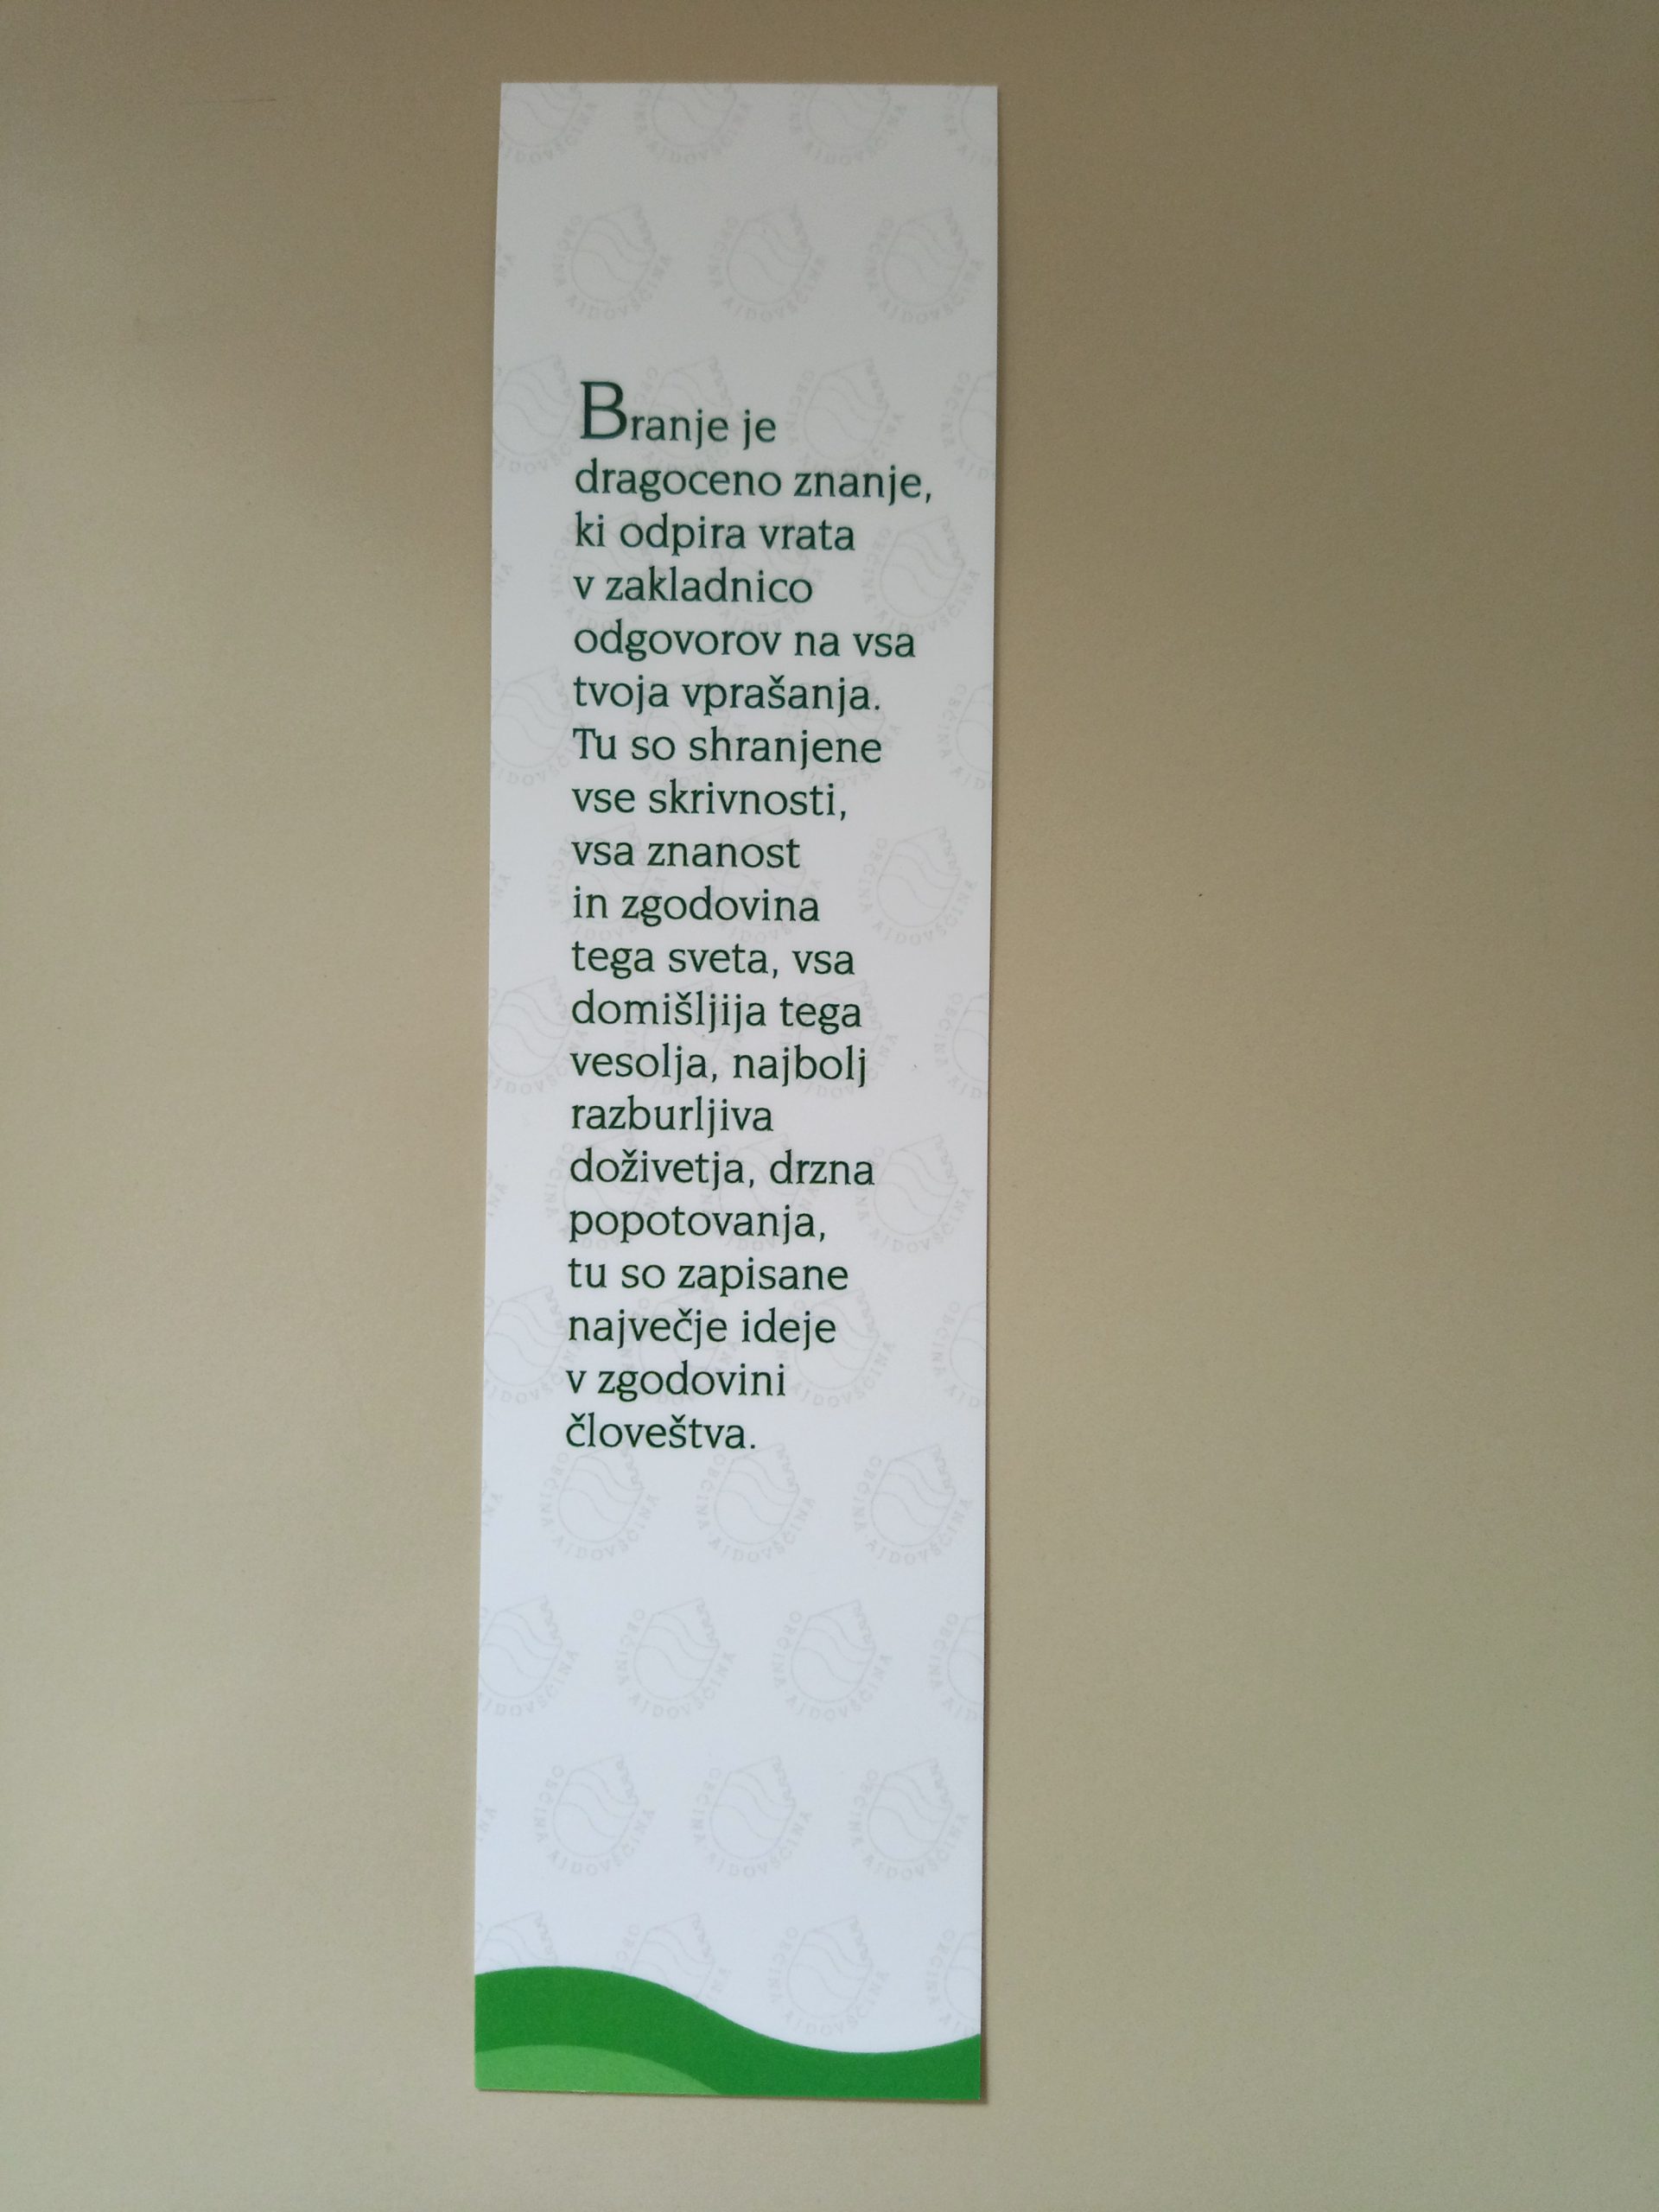 Branje je
dragoceno znanje,
ki odpira vrata
v zakladnico
odgovorov na vsa
tvoja vprašanja.
Tu so shranjene
vse skrivnosti,
vsa znanost
in zgodovina
tega sveta, vsa
domišljija tega
vesolja, najbolj
razburljiva
doživetja, drzna
popotovanja,
tu so zapisane
največje ideje
v zgodovini
človeštva.
OBČINA AJDOVŠČINA